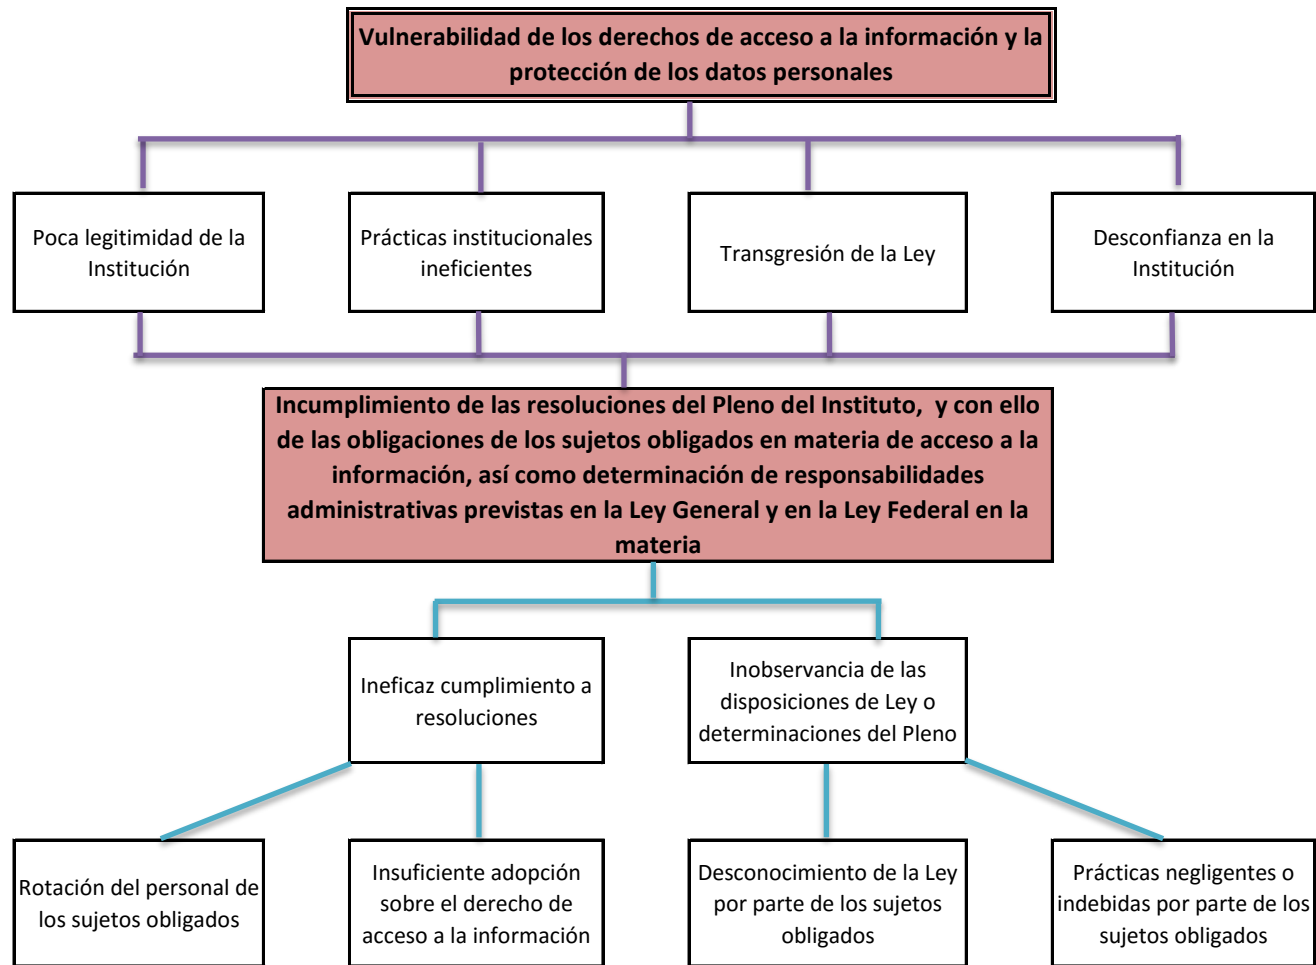 Vulnerabilidad de los derechos de acceso a la información y la
protección de los datos personales
Poca legitimidad de la
Institución
Prácticas institucionales
ineficientes
Transgresión de la Ley
Desconfianza en la
Institución
Incumplimiento de las resoluciones del Pleno del Instituto, y con ello
de las obligaciones de los sujetos obligados en materia de acceso a la
información, así como determinación de responsabilidades
administrativas previstas en la Ley General y en la Ley Federal en la
materia
Ineficaz cumplimiento a
resoluciones
Inobservancia de las
disposiciones de Ley o
determinaciones del Pleno
Rotación del personal de
los sujetos obligados
Insuficiente adopción
sobre el derecho de
acceso a la información
Desconocimiento de la Ley
por parte de los sujetos
obligados
Prácticas negligentes o
indebidas por parte de los
sujetos obligados